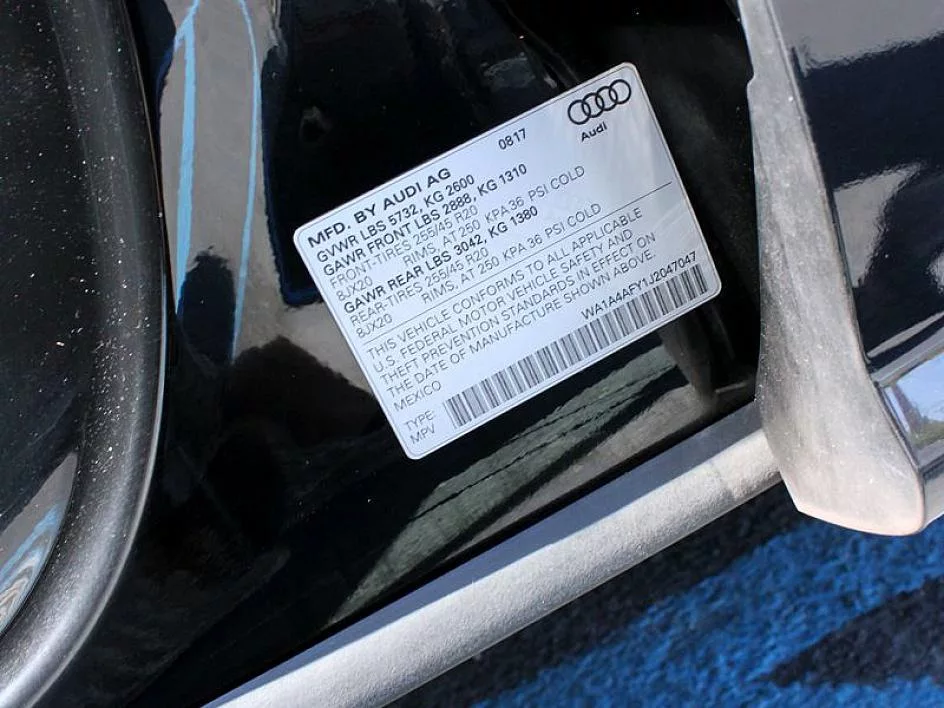 Audi
MFD. BY AUDI AG 0817
GVWR LBS 5732, KG 2600
GAWR FRONT LBS 2888, KG 1310
FRONT-TIRES 255/45 R20
8JX20 RIMS, AT 250 KPA 36 PSI COLD
GAWR REAR LBS 3042, KG 1380
REAR-TIRES 255/45 R20
8JX20 RIMS, AT 250 KPA 36 PSI COLD
THIS VEHICLE CONFORMS TO ALL APPLICABLE
U.S. FEDERAL MOTOR VEHICLE SAFETY AND
THEFT PREVENTION STANDARDS IN EFFECT ON
THE DATE OF MANUFACTURE SHOWN ABOVE.
MEXICO WA1A4AFY1J2047047
TYPE:
MPV